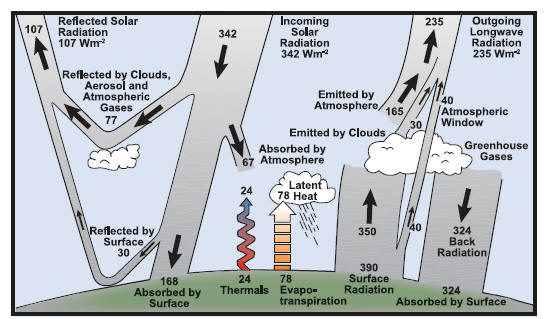 107
Reflected Solar
Radiation
107 Wm⁻²
342
Incoming
Solar
Radiation
342 Wm⁻²
235
Outgoing
Longwave
Radiation
235 Wm⁻²
Reflected by Clouds,
Aerosol and
Atmospheric
Gases
77
Emitted by
Atmosphere
165
40
Atmospheric
Window
Emitted by Clouds
30
Greenhouse
Gases
Absorbed by
67 Atmosphere
24
78
Latent
Heat
Reflected by
Surface
30
350
40
324
Back
Radiation
168
Absorbed by
Surface
24
Thermals
78
Evapo-
transpiration
390
Surface
Radiation
324
Absorbed by Surface